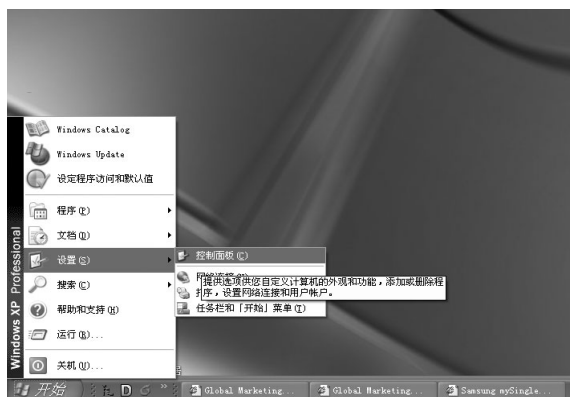 Windows Catalog
Windows Update
设定程序访问和默认值
程序(P)
文档(D)
设置(S)
控制面板(C)
提供选项供您自定义计算机的外观和功能，添加或删除程
序，设置网络连接和用户帐户。
任务栏和「开始」菜单(T)
搜索(C)
帮助和支持(H)
运行(R)...
关机(U)...
Windows XP Professional
开始
Global Marketing...
Global Marketing...
Samsung mySingle...